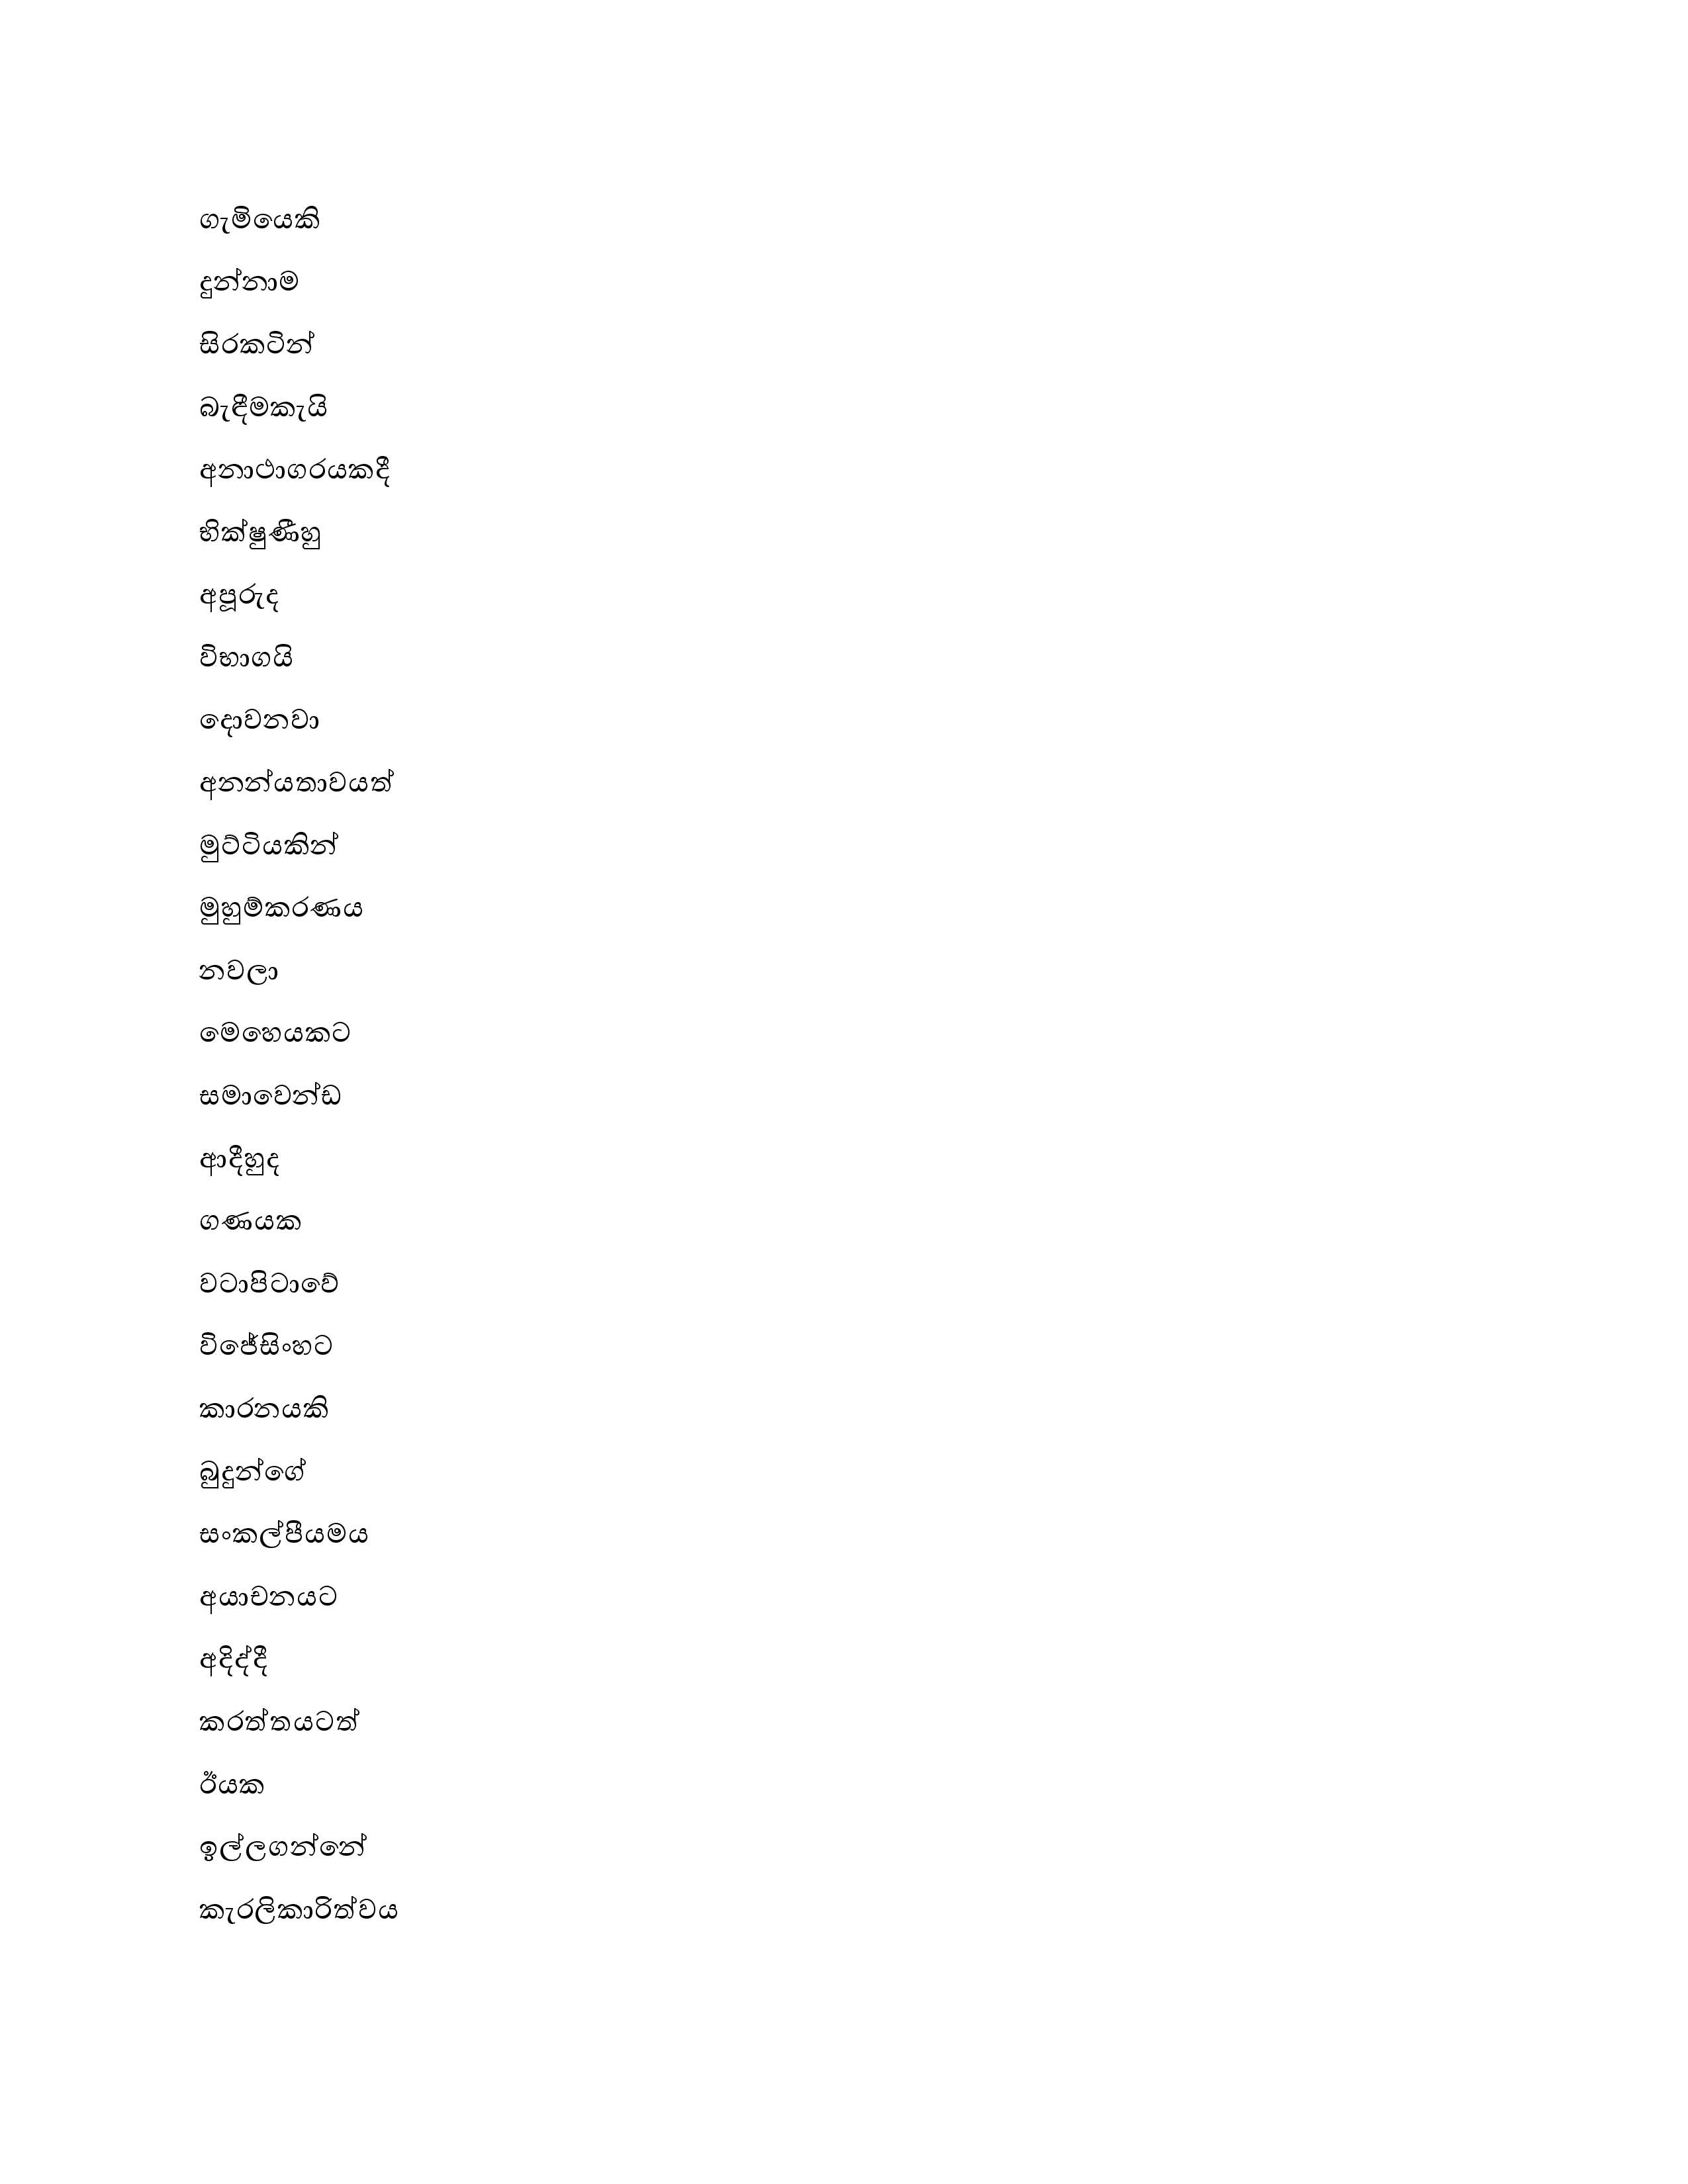 ගැමියෙකි
දුන්නාම
සිරකටින්
බැඳීමකැයි
අනාථාගරයකදී
භික්ෂුණීහු
අපූරුද
විභාගයි
දොවනවා
අනන්යතාවයත්
මුට්ටියකින්
මුහුම්කරණය
නවලා
මෙහෙයකට
සමාවෙන්ඩ
ආදීහුද
ගණයක
වටාපිටාවේ
විජේසිංහට
කාරනයකි
බුදුන්ගේ
සංකල්පීයමය
අයාචනයට
අදිද්දී
කරත්තයටත්
ඊයක
ඉල්ලගන්නේ
කැරලිකාරිත්වය